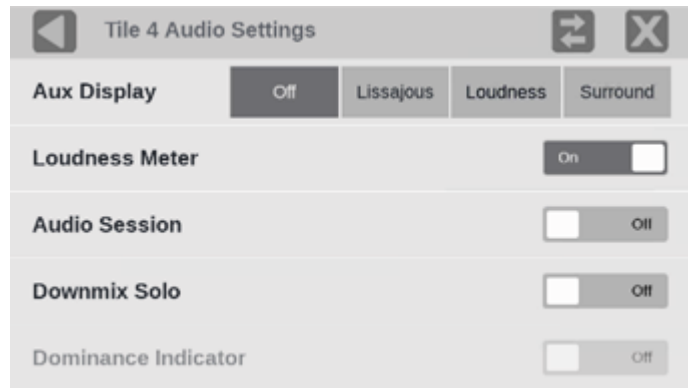 Tile 4 Audio Settings
Aux Display Off Lissajous Loudness Surround
Loudness Meter On
Audio Session Off
Downmix Solo Off
Dominance Indicator Off